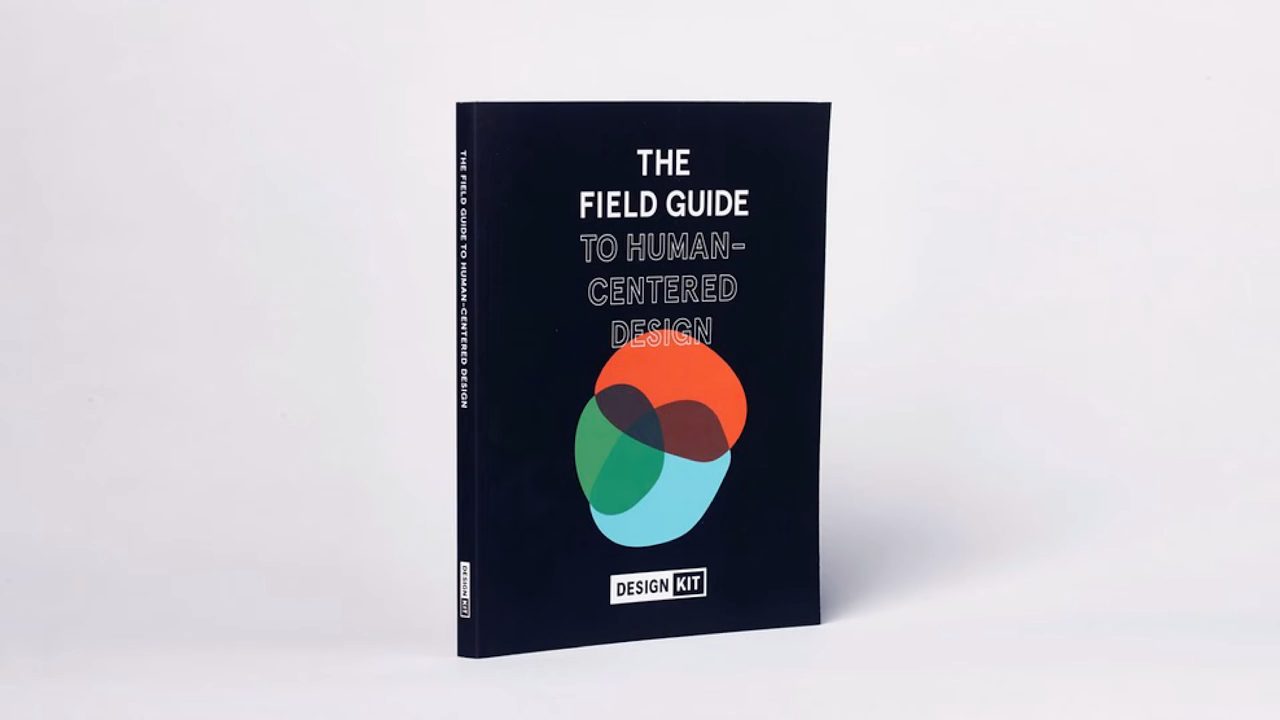 THE
FIELD GUIDE
TO HUMAN-
CENTERED
DESIGN
DESIGN KIT
THE FIELD GUIDE TO HUMAN-CENTERED DESIGN
DESIGN KIT